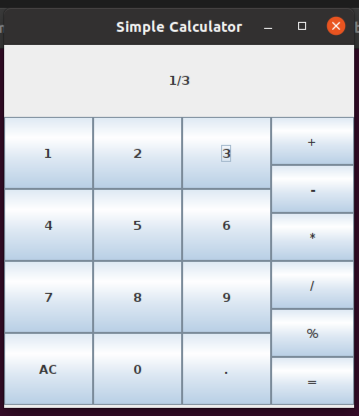 Simple Calculator
1/3
1 2 3 +
-
4 5 6 *
7 8 9 /
%
AC 0 . =